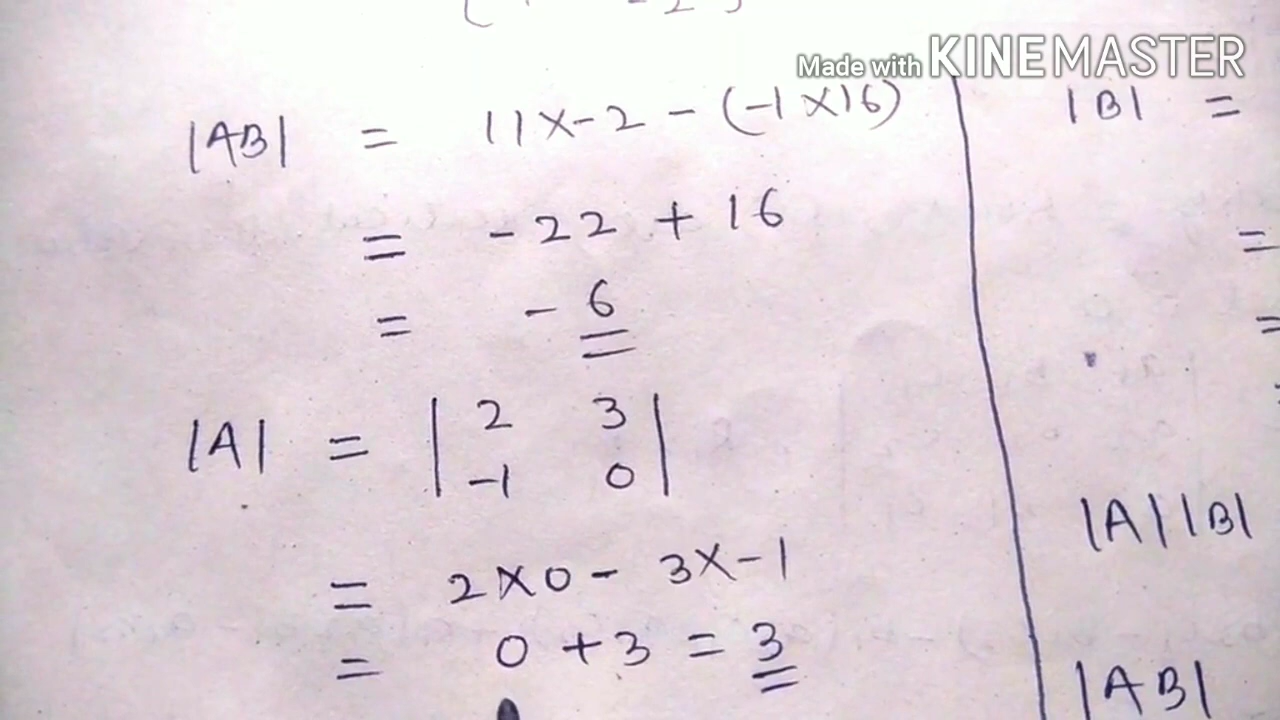 Made with KINEMASTER
|AB| = 11x-2 - (-1×16)
= -22 + 16
= -6
|A| = |2 3|
|-1 0|
= 2×0 - 3×-1
= 0 + 3 = 3
|B| =
=
=
|A||B|
|AB|